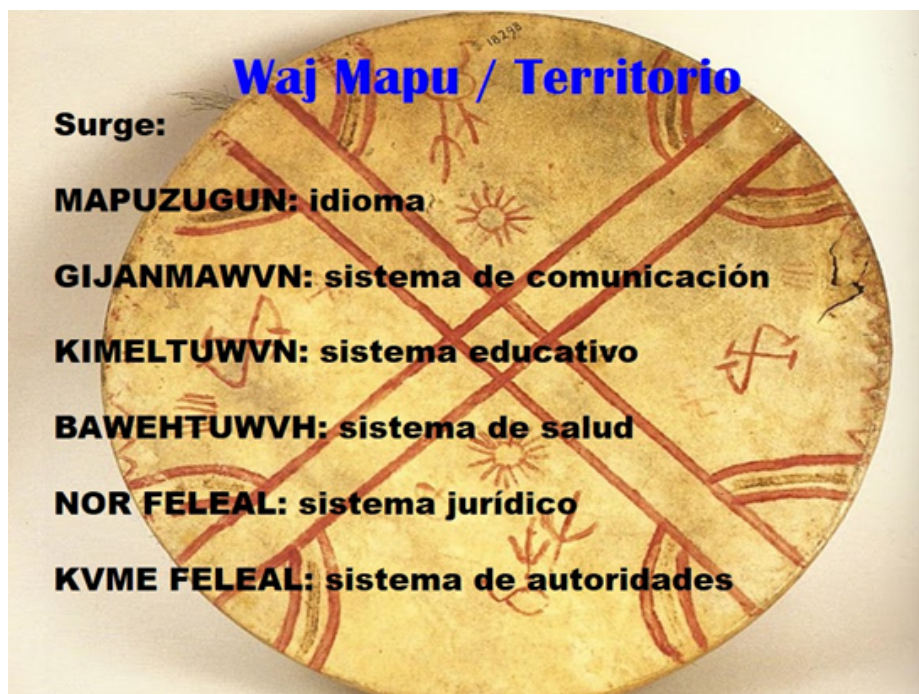 18298
Waj Mapu / Territorio
Surge:
MAPUZUGUN: idioma
GIJANMAWVN: sistema de comunicación
KIMELTUWVN: sistema educativo
BAWEHTUWVH: sistema de salud
NOR FELEAL: sistema jurídico
KVME FELEAL: sistema de autoridades